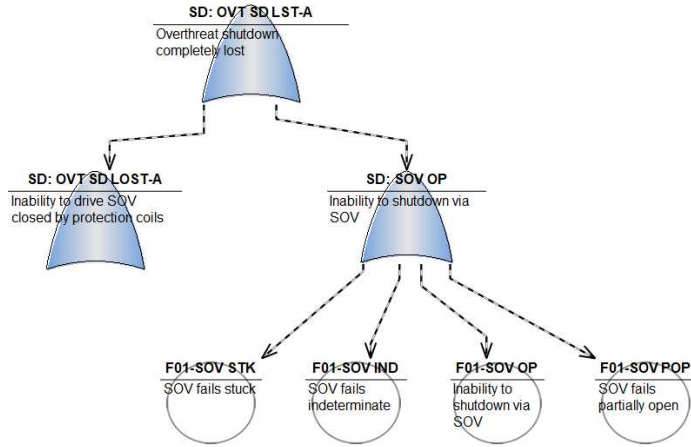 SD: OVT SD LST-A
Overthreat shutdown
completely lost
SD: OVT SD LOST-A
Inability to drive SOV
closed by protection coils
SD: SOV OP
Inability to shutdown via
SOV
F01-SOV STK
SOV fails stuck
F01-SOV IND
SOV fails
indeterminate
F01-SOV OP
Inability to
shutdown via
SOV
F01-SOV POP
SOV fails
partially open